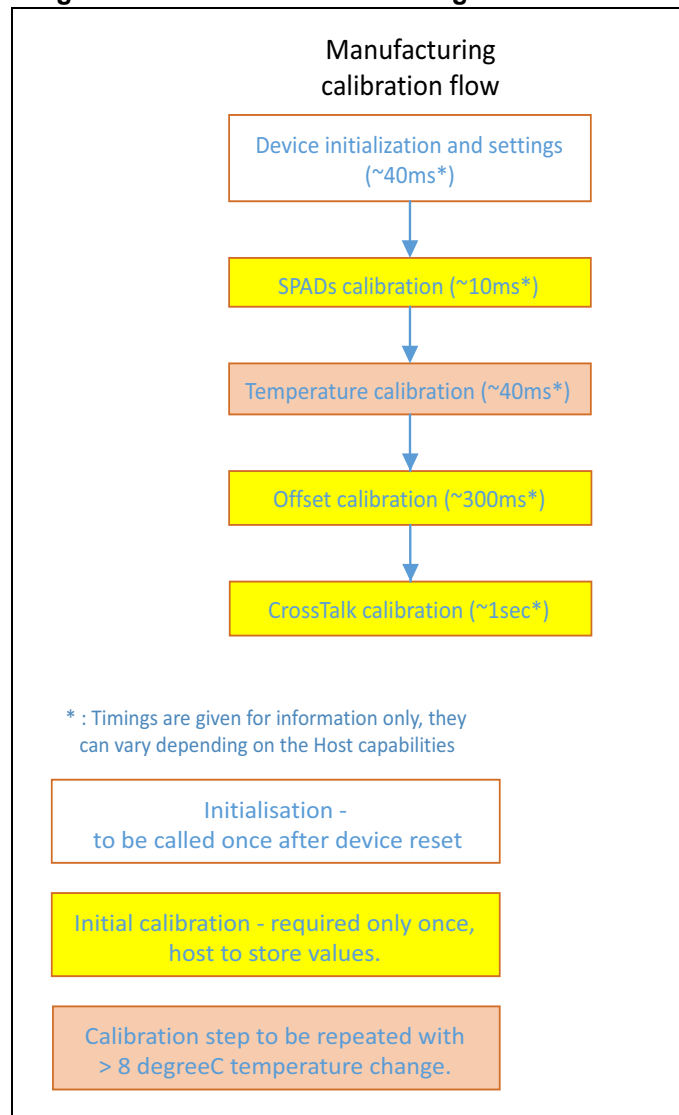 Manufacturing
calibration flow
Device initialization and settings
(~40ms*)
SPADs calibration (~10ms*)
Temperature calibration (~40ms*)
Offset calibration (~300ms*)
CrossTalk calibration (~1sec*)
* : Timings are given for information only, they
can vary depending on the Host capabilities
Initialisation -
to be called once after device reset
Initial calibration - required only once,
host to store values.
Calibration step to be repeated with
> 8 degreeC temperature change.